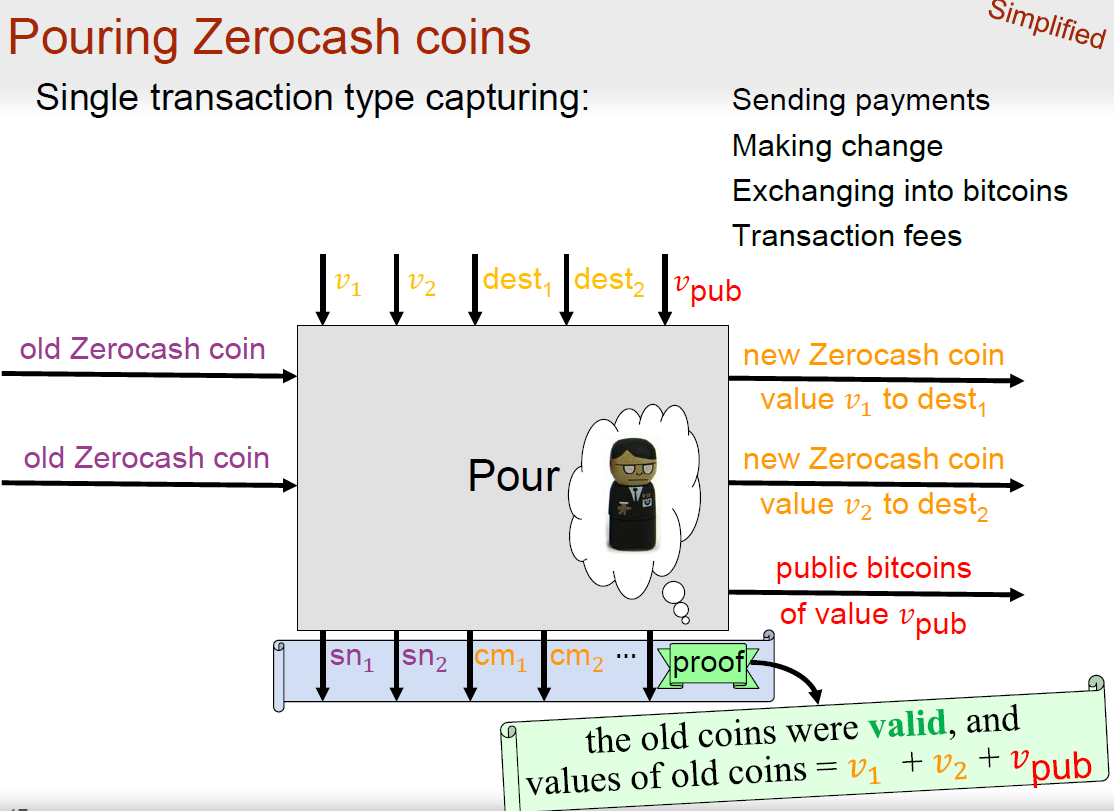 Pouring Zerocash coins
Simplified
Single transaction type capturing:
Sending payments
Making change
Exchanging into bitcoins
Transaction fees
v₁ v₂ dest₁ dest₂ v_pub
old Zerocash coin
old Zerocash coin
Pour
new Zerocash coin
value v₁ to dest₁
new Zerocash coin
value v₂ to dest₂
public bitcoins
of value v_pub
sn₁ sn₂ cm₁ cm₂ ... proof
the old coins were valid, and
values of old coins = v₁ + v₂ + v_pub